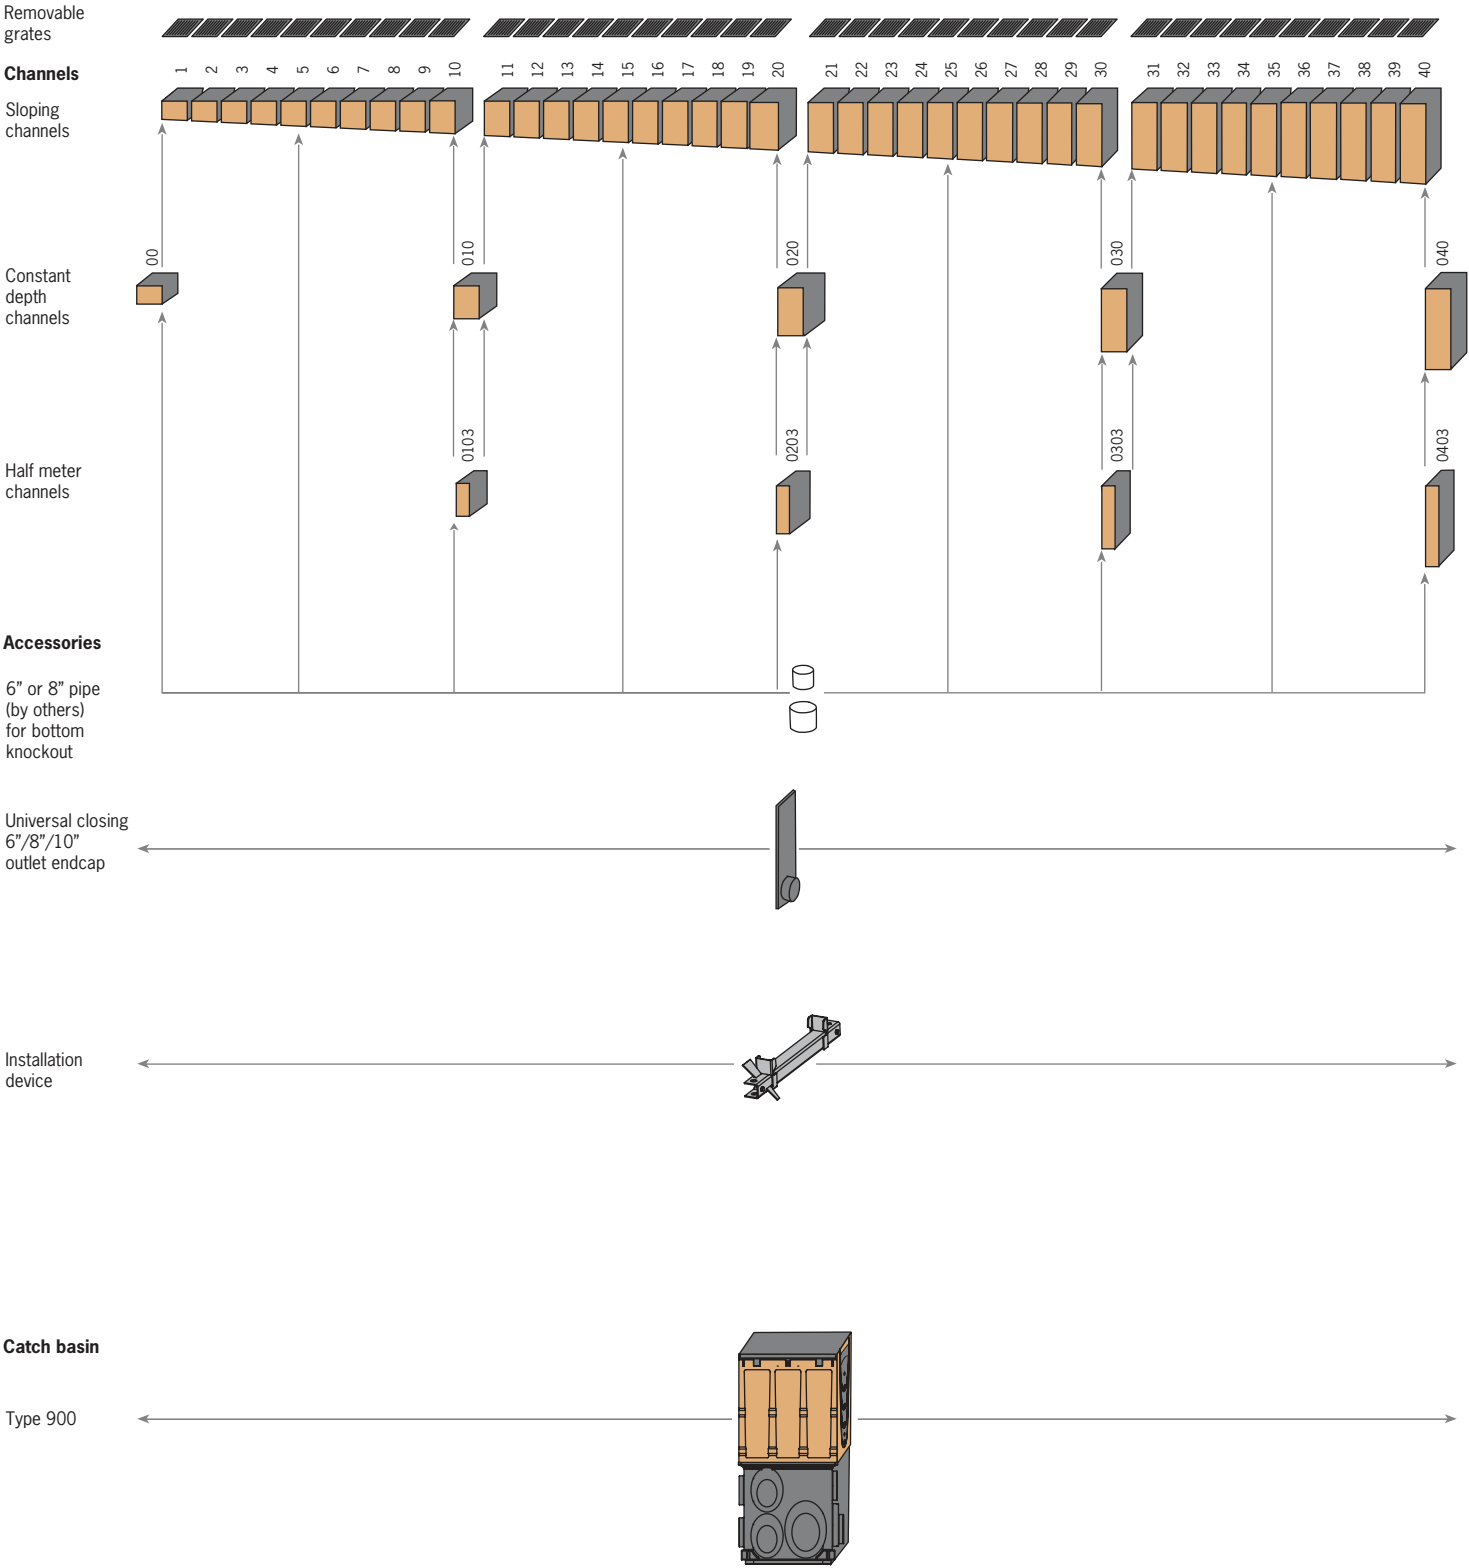 Removable
grates
Channels
1 2 3 4 5 6 7 8 9 10 11 12 13 14 15 16 17 18 19 20 21 22 23 24 25 26 27 28 29 30 31 32 33 34 35 36 37 38 39 40
Sloping
channels
00 010 020 030 040
Constant
depth
channels
0103 0203 0303 0403
Half meter
channels
Accessories
6” or 8” pipe
(by others)
for bottom
knockout
Universal closing
6”/8”/10”
outlet endcap
Installation
device
Catch basin
Type 900